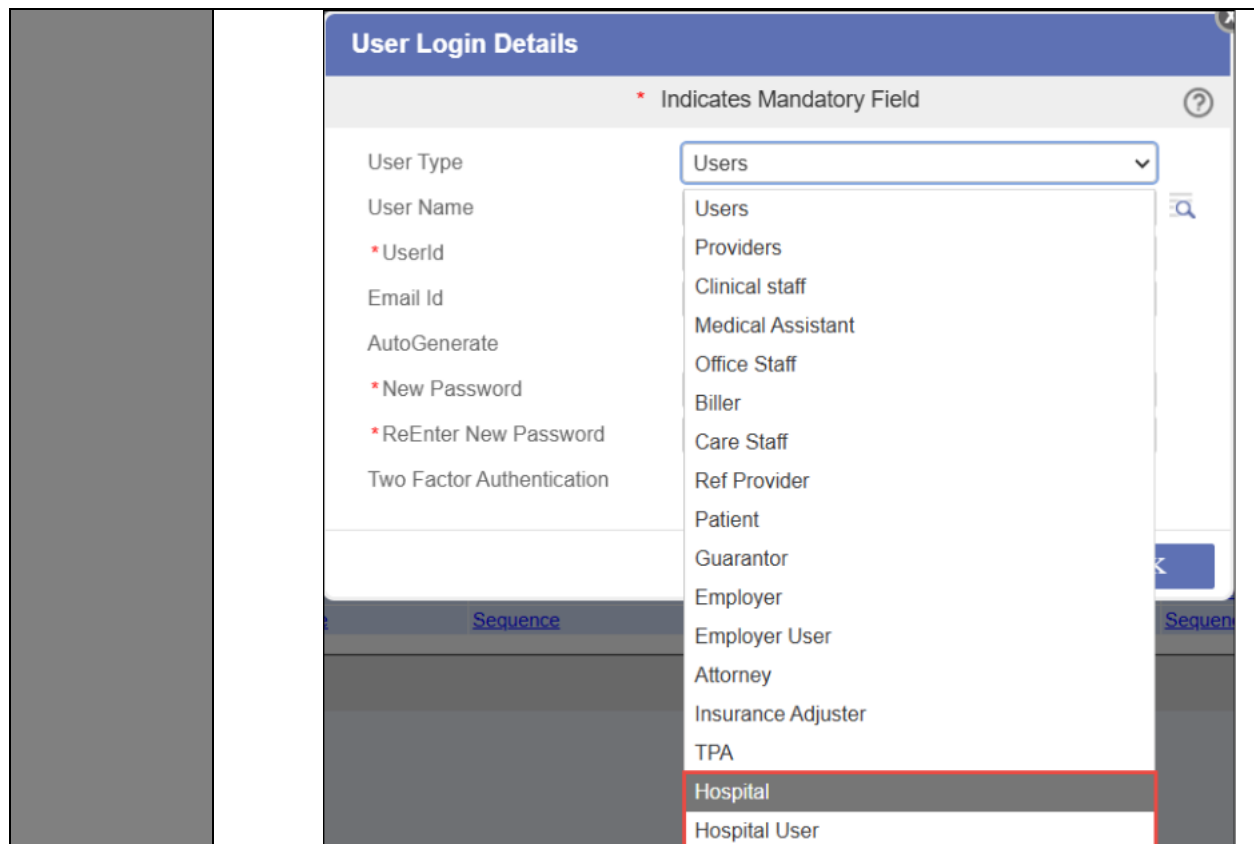 User Login Details
* Indicates Mandatory Field
User Type
Users
User Name
Users
* UserId
Providers
Email Id
Clinical staff
AutoGenerate
Medical Assistant
Office Staff
* New Password
Biller
* ReEnter New Password
Care Staff
Two Factor Authentication
Ref Provider
Patient
Guarantor
Employer
Sequence
Employer User
Attorney
Insurance Adjuster
TPA
Hospital
Hospital User